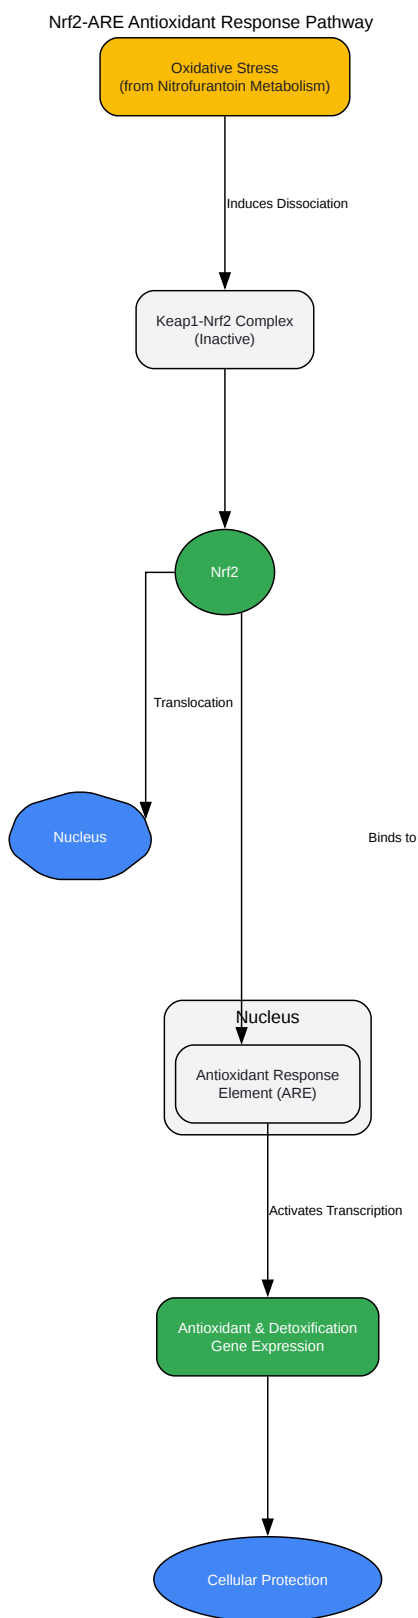 Nrf2-ARE Antioxidant Response Pathway
Oxidative Stress
(from Nitrofurantoin Metabolism)
Induces Dissociation
Keap1-Nrf2 Complex
(Inactive)
Nrf2
Translocation
Nucleus
Binds to
Nucleus
Antioxidant Response
Element (ARE)
Activates Transcription
Antioxidant & Detoxification
Gene Expression
Cellular Protection